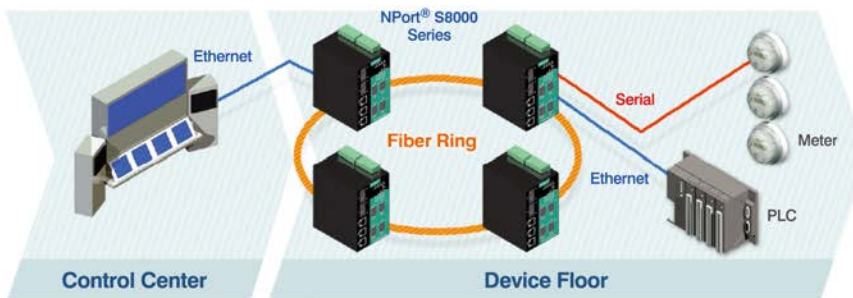 NPort® S8000
Series
Ethernet
Serial
Fiber Ring
Meter
Ethernet
PLC
Control Center
Device Floor